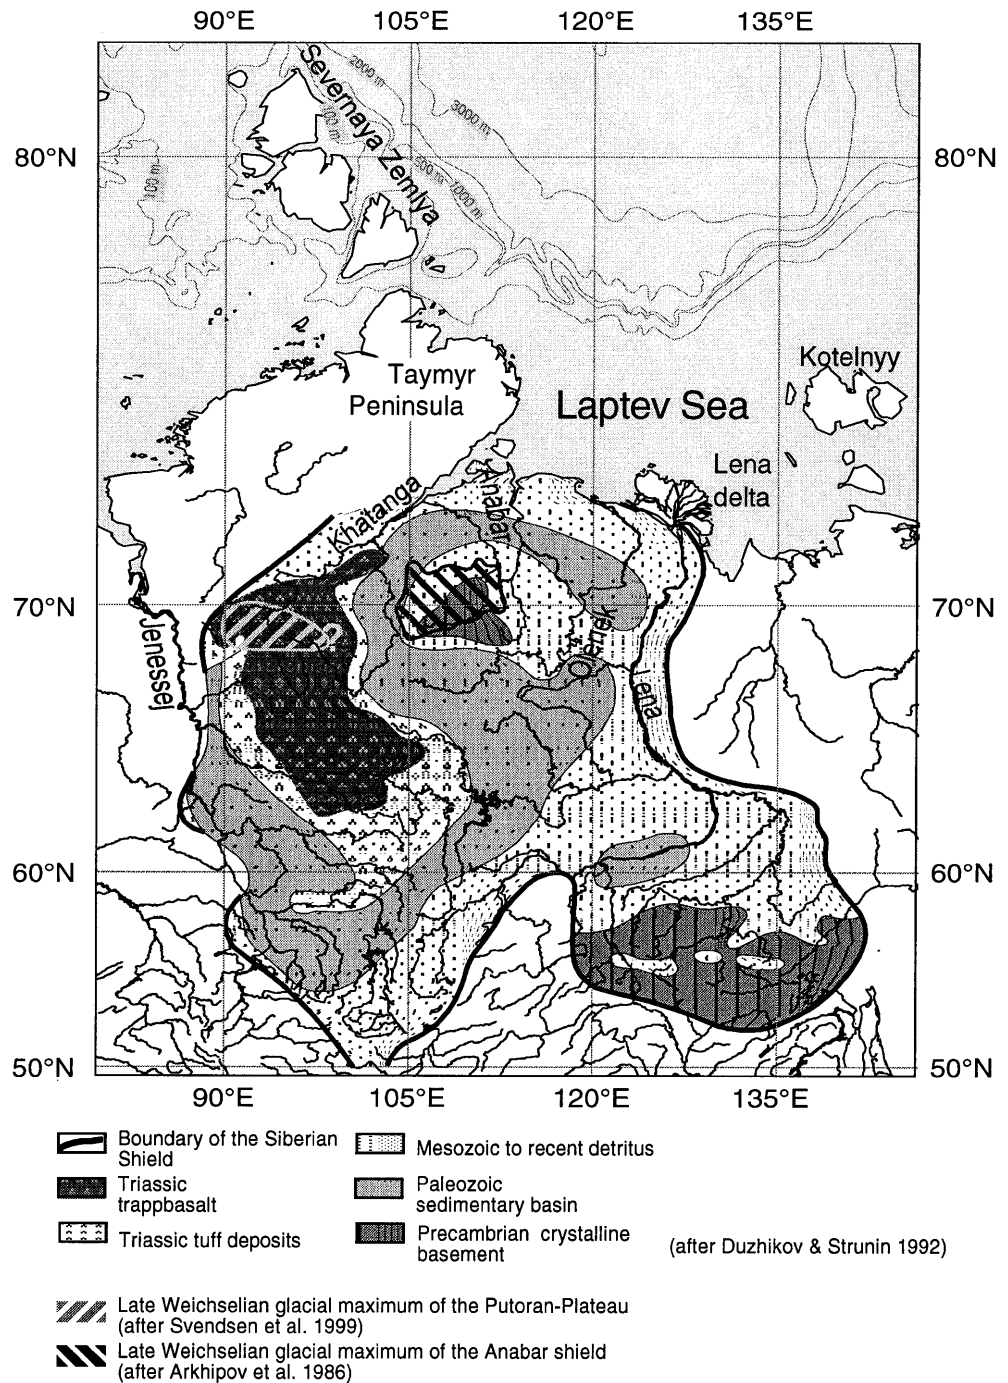 90°E 105°E 120°E 135°E
2000 m
3000 m
Severnaya Zemlya
100 m
500 m
1000 m
100 m
80°N 80°N
Kotelnyy
Taymyr
Peninsula
Laptev Sea
Lena
delta
Khatanga
Anabar
70°N 70°N
Jenessej
Olenek
Lena
60°N 60°N
50°N 50°N
90°E 105°E 120°E 135°E
Boundary of the Siberian
Shield
Triassic
trappbasalt
Triassic tuff deposits
Mesozoic to recent detritus
Paleozoic
sedimentary basin
Precambrian crystalline
basement
(after Duzhikov & Strunin 1992)
Late Weichselian glacial maximum of the Putoran-Plateau
(after Svendsen et al. 1999)
Late Weichselian glacial maximum of the Anabar shield
(after Arkhipov et al. 1986)